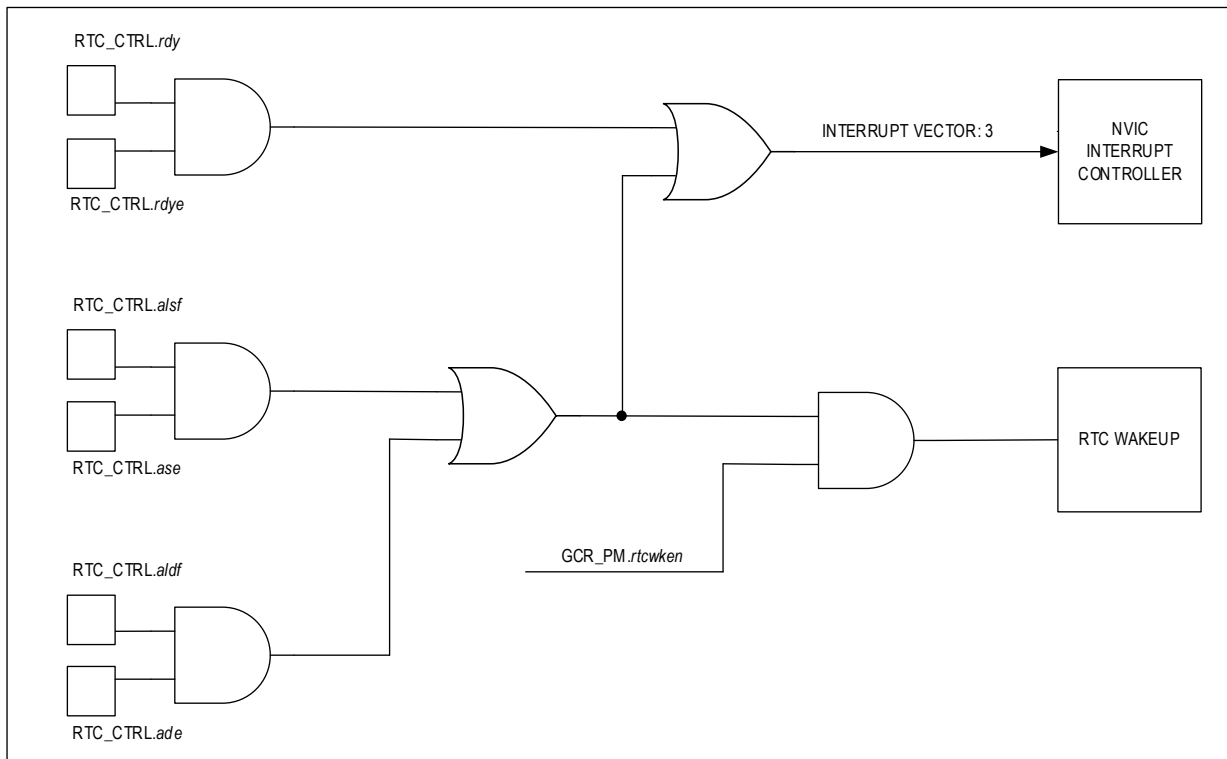 RTC_CTRL.rdy
RTC_CTRL.rdye
INTERRUPT VECTOR: 3
NVIC
INTERRUPT
CONTROLLER
RTC_CTRL.alsf
RTC_CTRL.ase
RTC WAKEUP
GCR_PM.rtcwken
RTC_CTRL.aldf
RTC_CTRL.ade